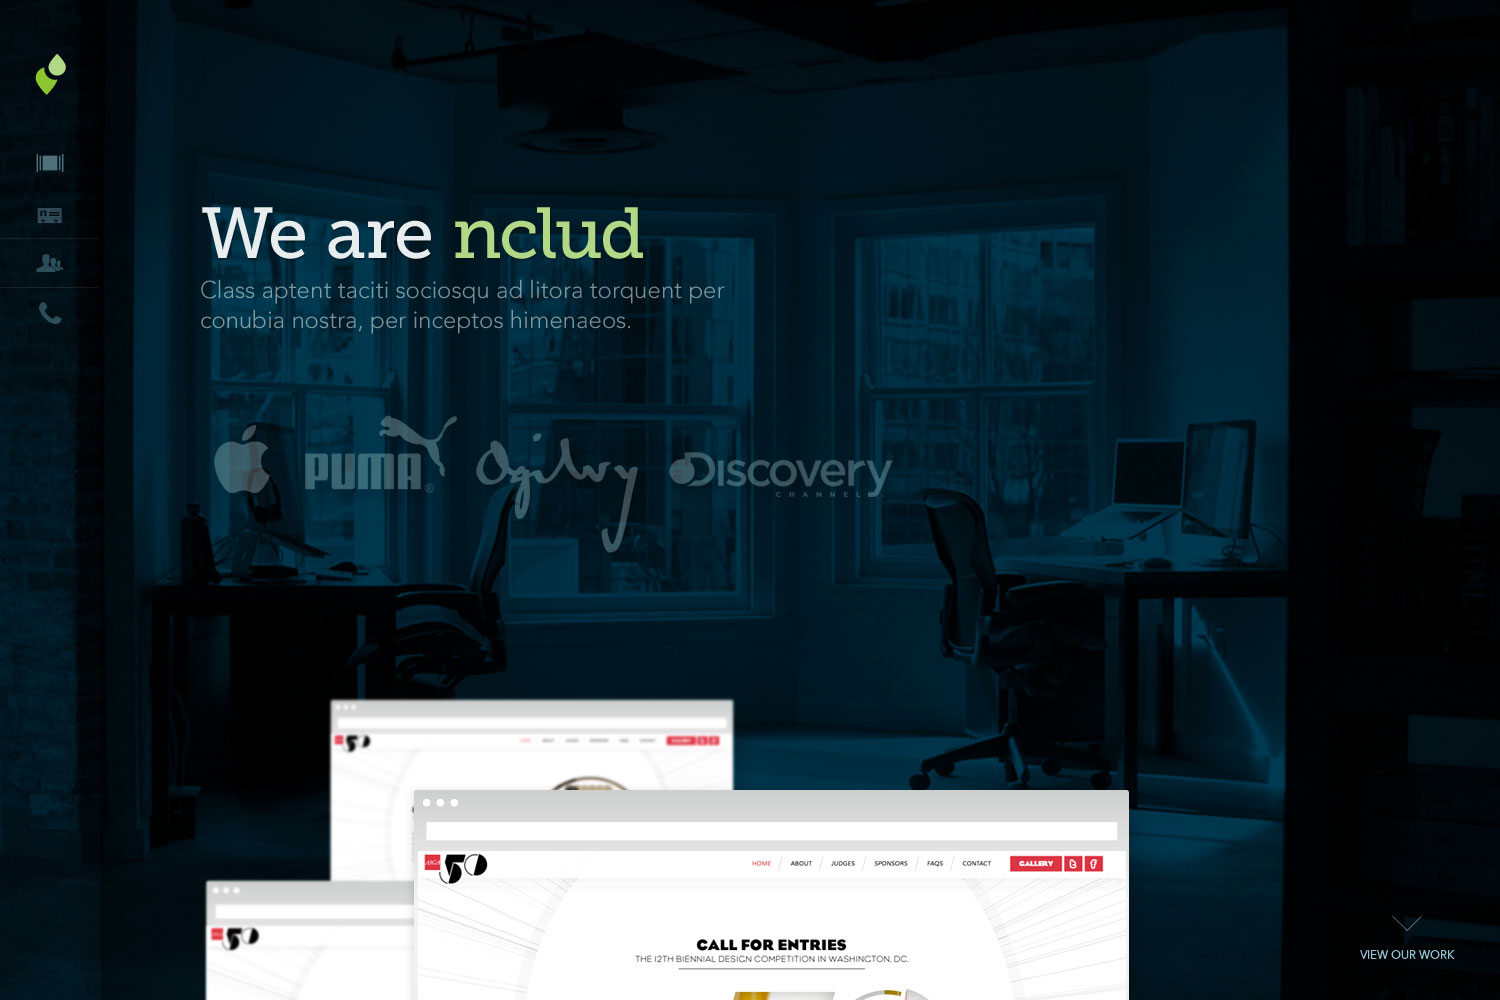 We are nclud
Class aptent taciti sociosqu ad litora torquent per
conubia nostra, per inceptos himenaeos.
PUMA®
Ogilvy
Discovery
CHANNEL
50
AIGA 50
HOME ABOUT JUDGES SPONSORS FAQS CONTACT GALLERY
50
CALL FOR ENTRIES
THE 12TH BIENNIAL DESIGN COMPETITION IN WASHINGTON, DC.
VIEW OUR WORK